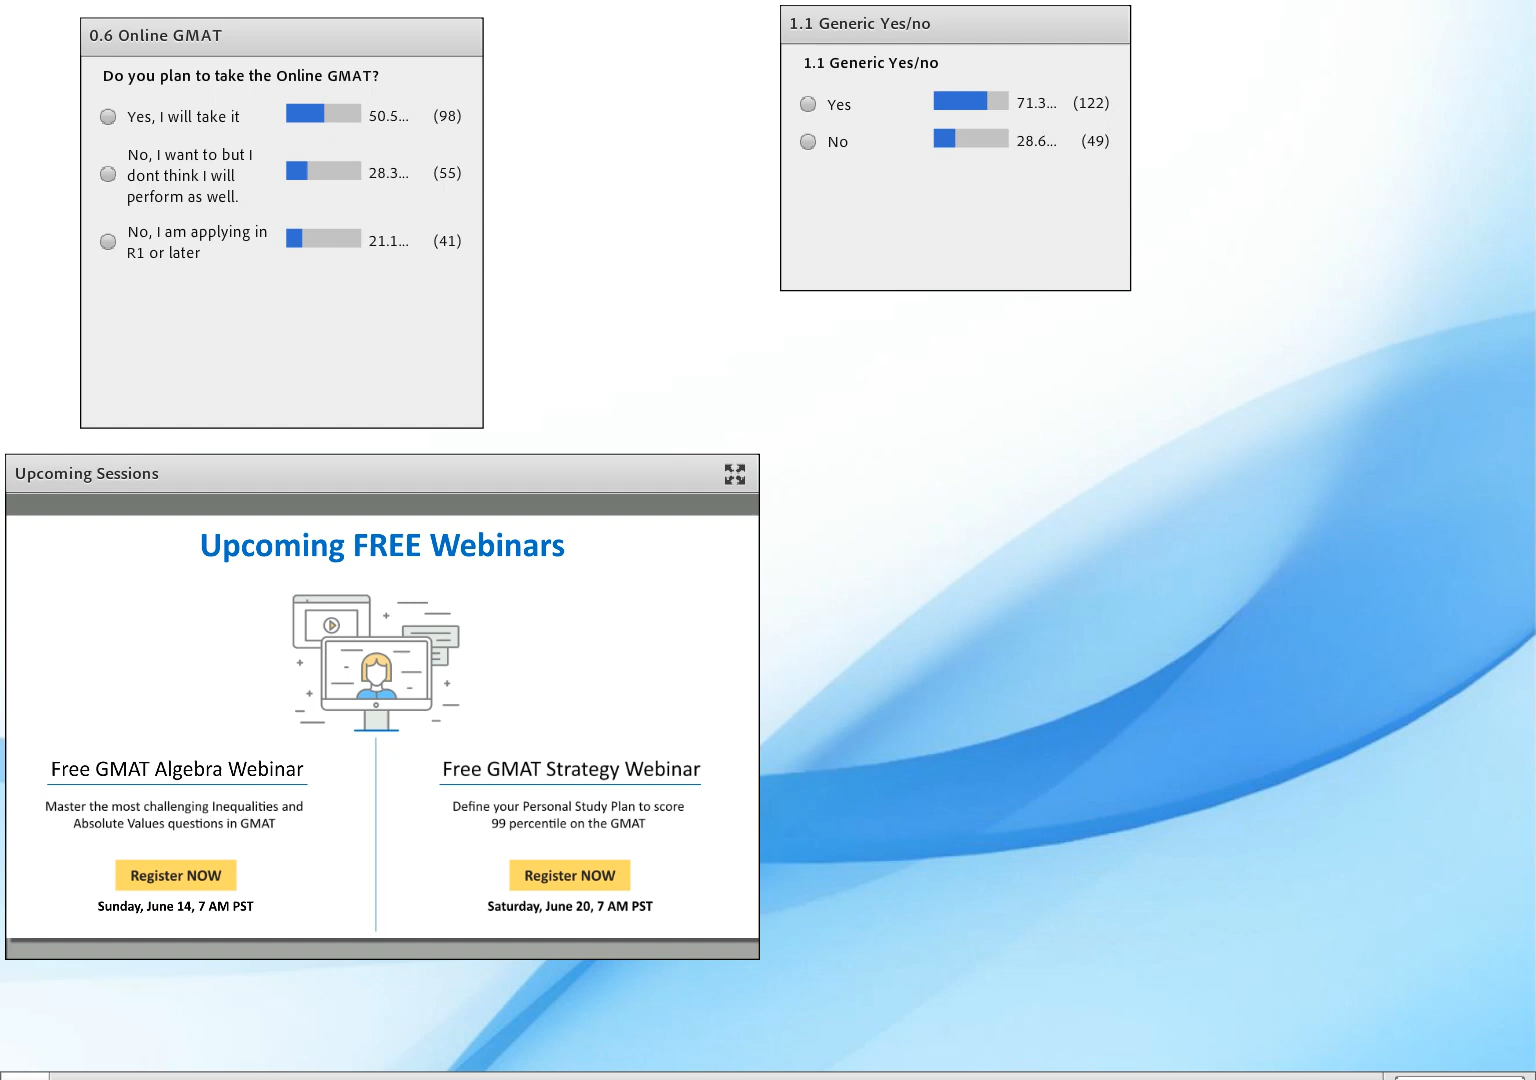 0.6 Online GMAT
Do you plan to take the Online GMAT?
Yes, I will take it 50.5... (98)
No, I want to but I
dont think I will 28.3... (55)
perform as well.
No, I am applying in 21.1... (41)
R1 or later
1.1 Generic Yes/no
1.1 Generic Yes/no
Yes 71.3... (122)
No 28.6... (49)
Upcoming Sessions
Upcoming FREE Webinars
Free GMAT Algebra Webinar
Master the most challenging Inequalities and
Absolute Values questions in GMAT
Register NOW
Sunday, June 14, 7 AM PST
Free GMAT Strategy Webinar
Define your Personal Study Plan to score
99 percentile on the GMAT
Register NOW
Saturday, June 20, 7 AM PST